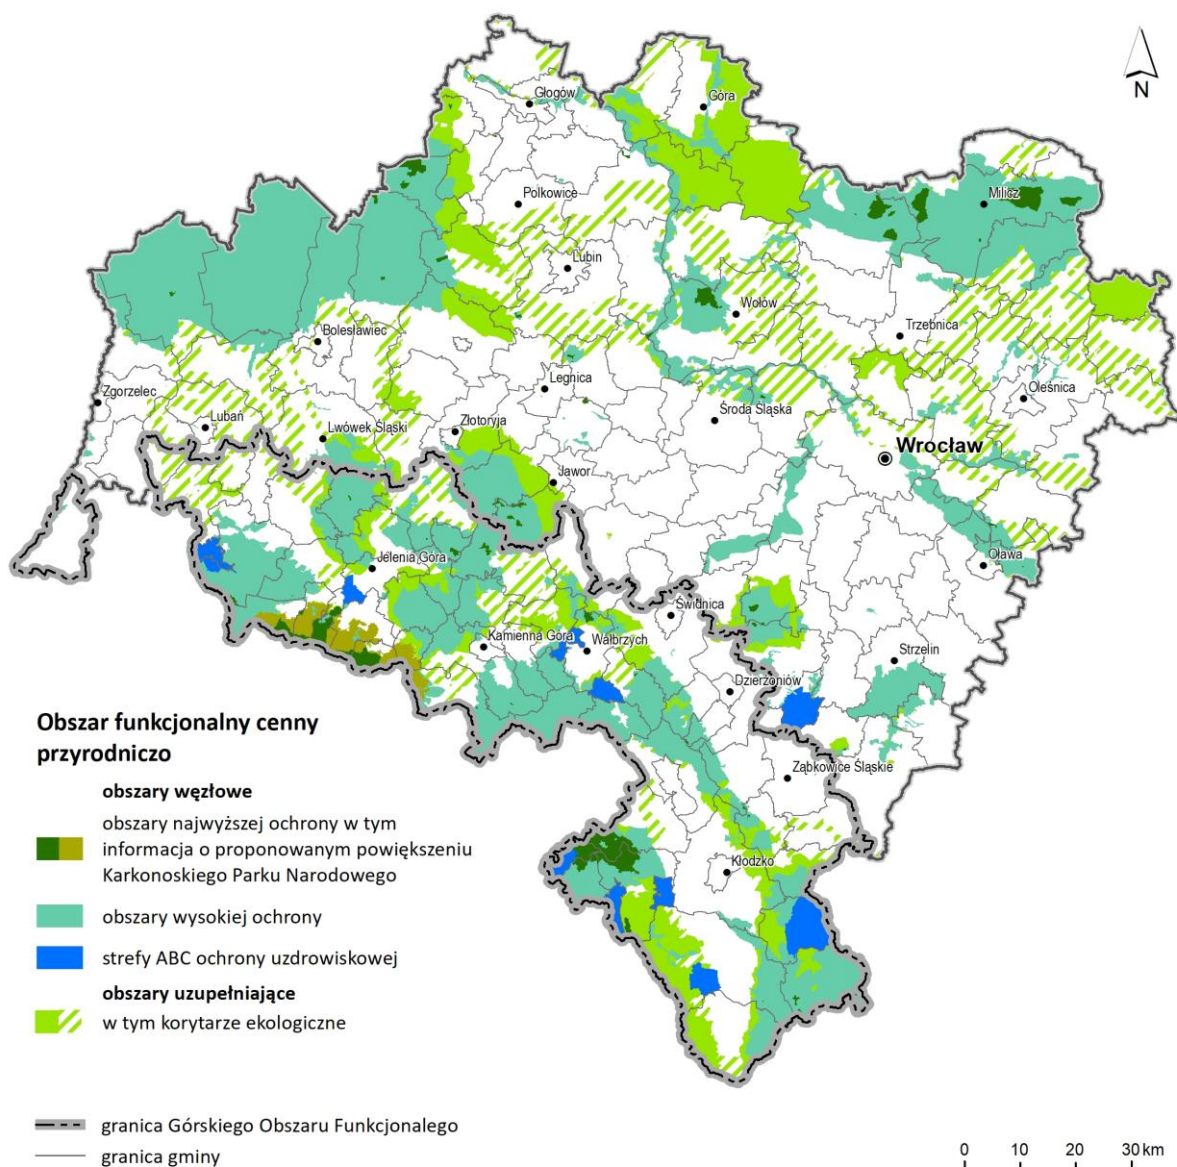 N
Głogów
Góra
Polkowice
Milicz
Lubin
Wołów
Trzebnica
Bolesławiec
Zgorzelec
Legnica
Oleśnica
Lubań
Lwówek Śląski
Złotoryja
Środa Śląska
Wrocław
Jawor
Jelenia Góra
Oława
Świdnica
Kamienna Góra
Wałbrzych
Strzelin
Dzierżoniów
Ząbkowice Śląskie
Kłodzko
Obszar funkcjonalny cenny
przyrodniczo
obszary węzłowe
obszary najwyższej ochrony w tym
informacja o proponowanym powiększeniu
Karkonoskiego Parku Narodowego
obszary wysokiej ochrony
strefy ABC ochrony uzdrowiskowej
obszary uzupełniające
w tym korytarze ekologiczne
granica Górskiego Obszaru Funkcjonalego
granica gminy
0 10 20 30 km